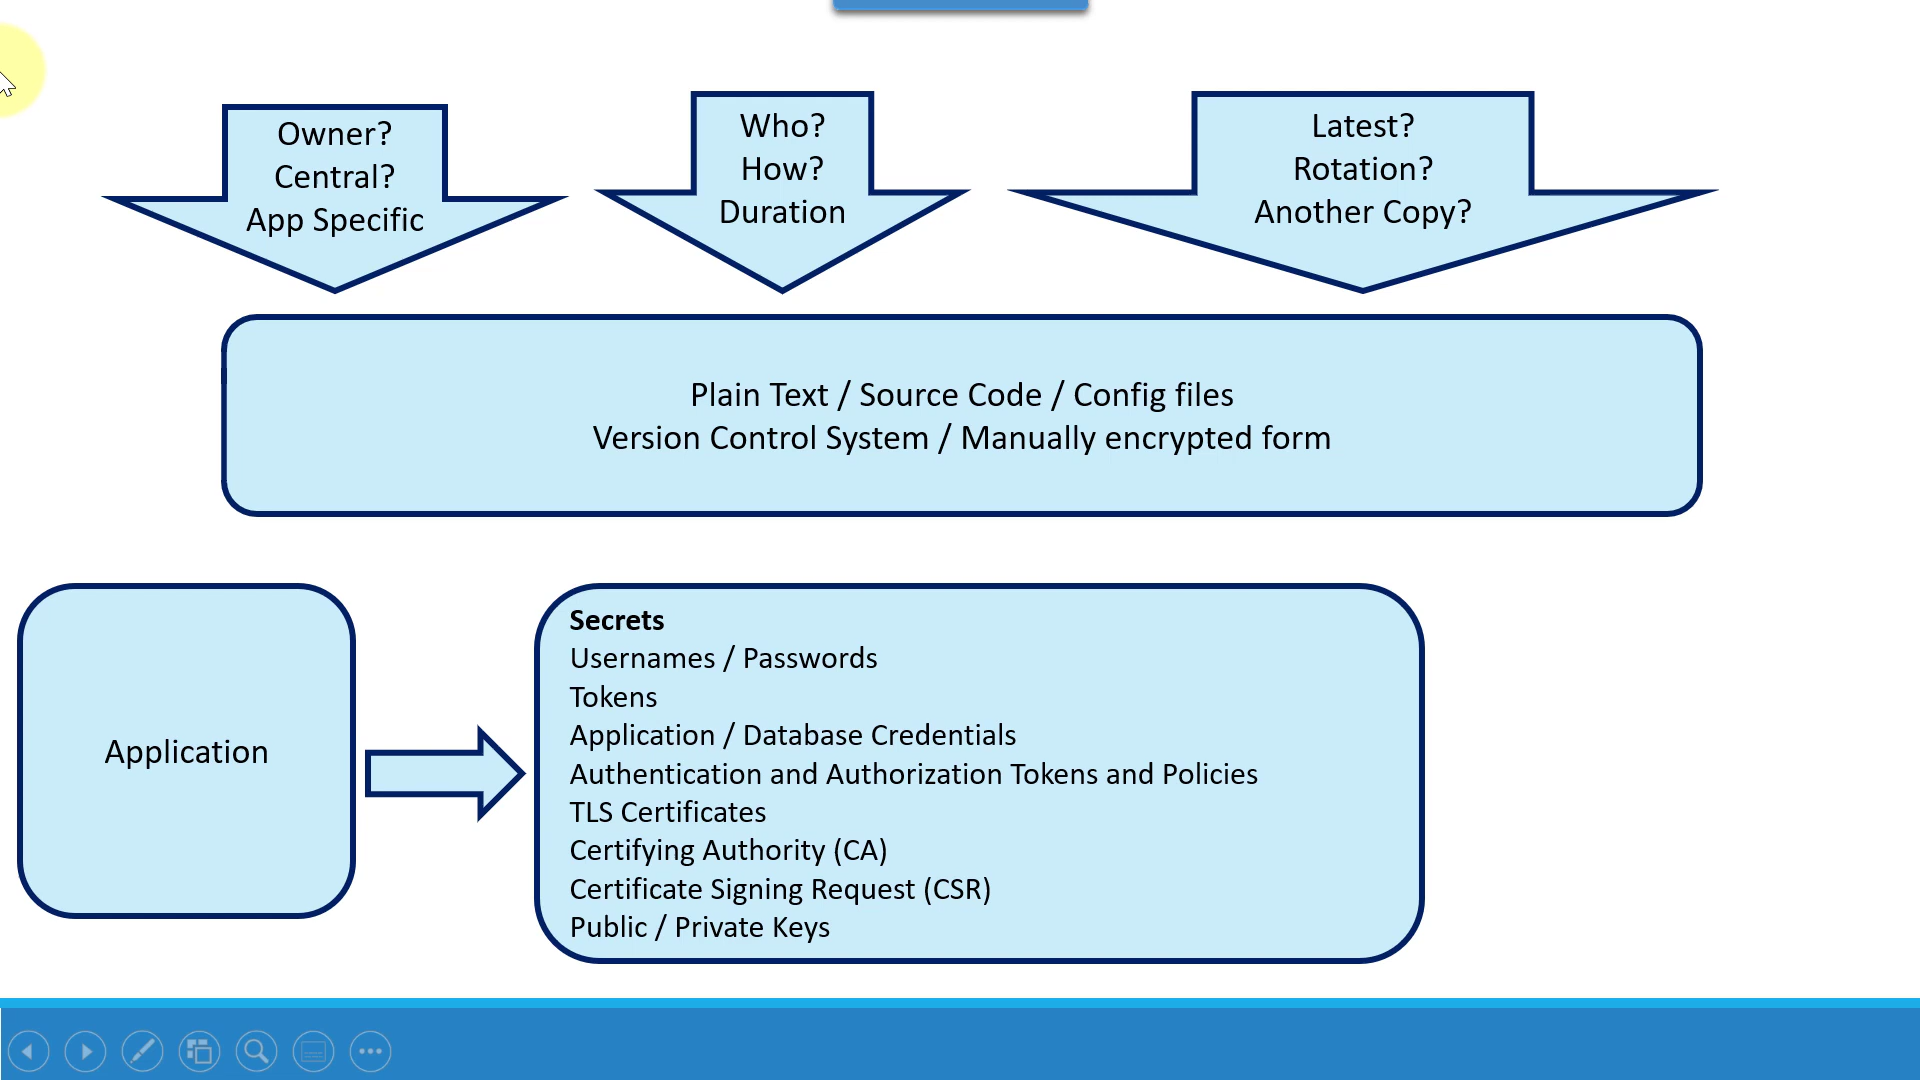 Owner?
Central?
App Specific
Who?
How?
Duration
Latest?
Rotation?
Another Copy?
Plain Text / Source Code / Config files
Version Control System / Manually encrypted form
Application
Secrets
Usernames / Passwords
Tokens
Application / Database Credentials
Authentication and Authorization Tokens and Policies
TLS Certificates
Certifying Authority (CA)
Certificate Signing Request (CSR)
Public / Private Keys